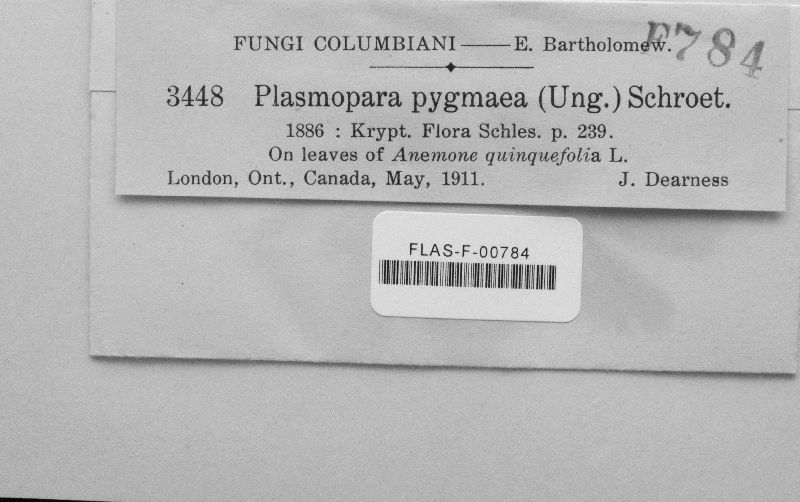 FUNGI COLUMBIANI — E. Bartholomew.
F784
3448 Plasmopara pygmaea (Ung.) Schroet.
1886 : Krypt. Flora Schles. p. 239.
On leaves of Anemone quinquefolia L.
London, Ont., Canada, May, 1911. J. Dearness
FLAS-F-00784